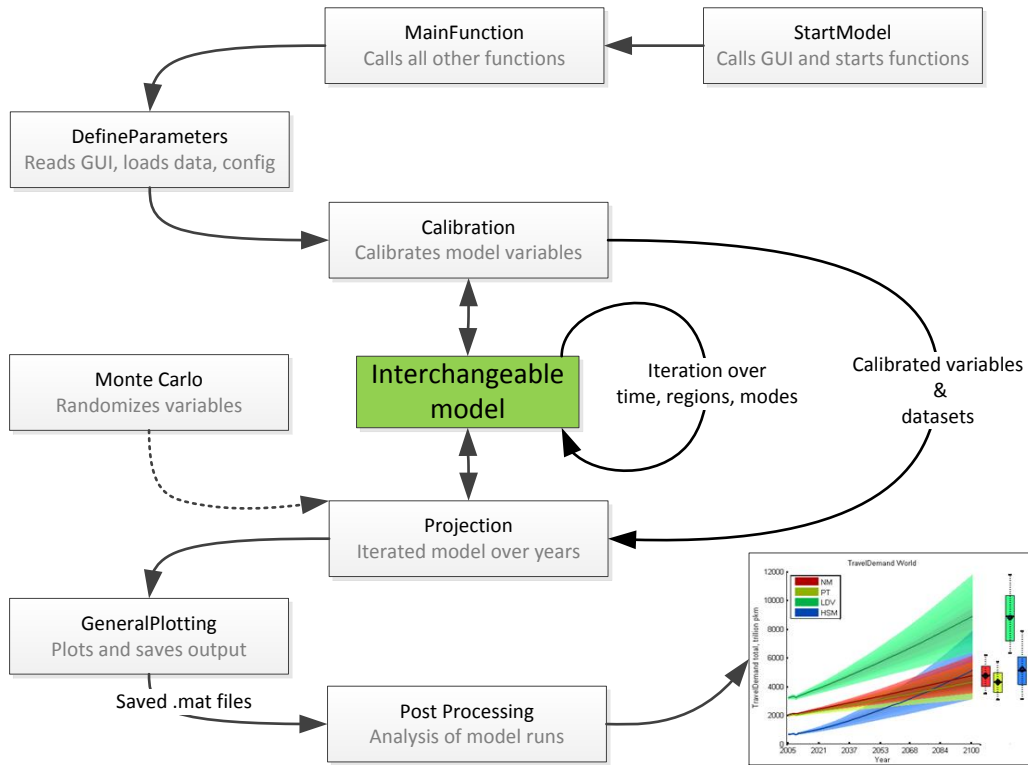 MainFunction
Calls all other functions
StartModel
Calls GUI and starts functions
DefineParameters
Reads GUI, loads data, config
Calibration
Calibrates model variables
Interchangeable
model
Iteration over
time, regions, modes
Calibrated variables
&
datasets
Monte Carlo
Randomizes variables
Projection
Iterated model over years
GeneralPlotting
Plots and saves output
Saved .mat files
Post Processing
Analysis of model runs
TravelDemand World
12000
10000
8000
6000
4000
2000
0
TravelDemand total, trillion pkm
NM
PT
LDV
HSM
2005 2021 2037 2053 2068 2084 2100
Year